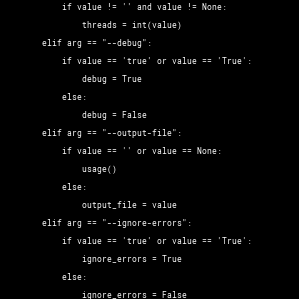 if value != '' and value != None:
threads = int(value)
elif arg == "--debug":
if value == 'true' or value == 'True':
debug = True
else:
debug = False
elif arg == "--output-file":
if value == '' or value == None:
usage()
else:
output_file = value
elif arg == "--ignore-errors":
if value == 'true' or value == 'True':
ignore_errors = True
else:
ignore_errors = False